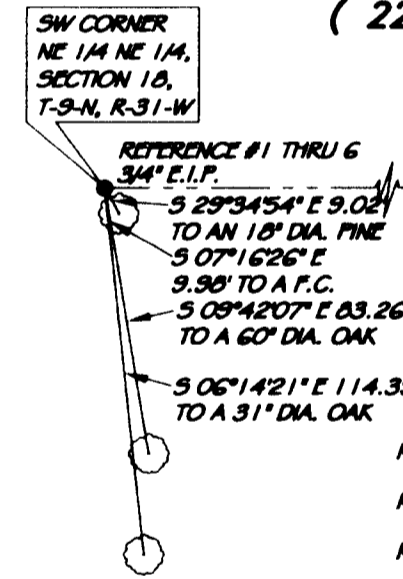 ( 22
SW CORNER
NE 1/4 NE 1/4,
SECTION 18,
T-9-N, R-31-W
REFERENCE #1 THRU 6
3/4" E.I.P.
S 29°34'54" E 9.02'
TO AN 18" DIA. PINE
S 07°16'26" E
9.98' TO A F.C.
S 09°42'07" E 83.26
TO A 60" DIA. OAK
S 06°14'21" E 114.3
TO A 31" DIA. OAK